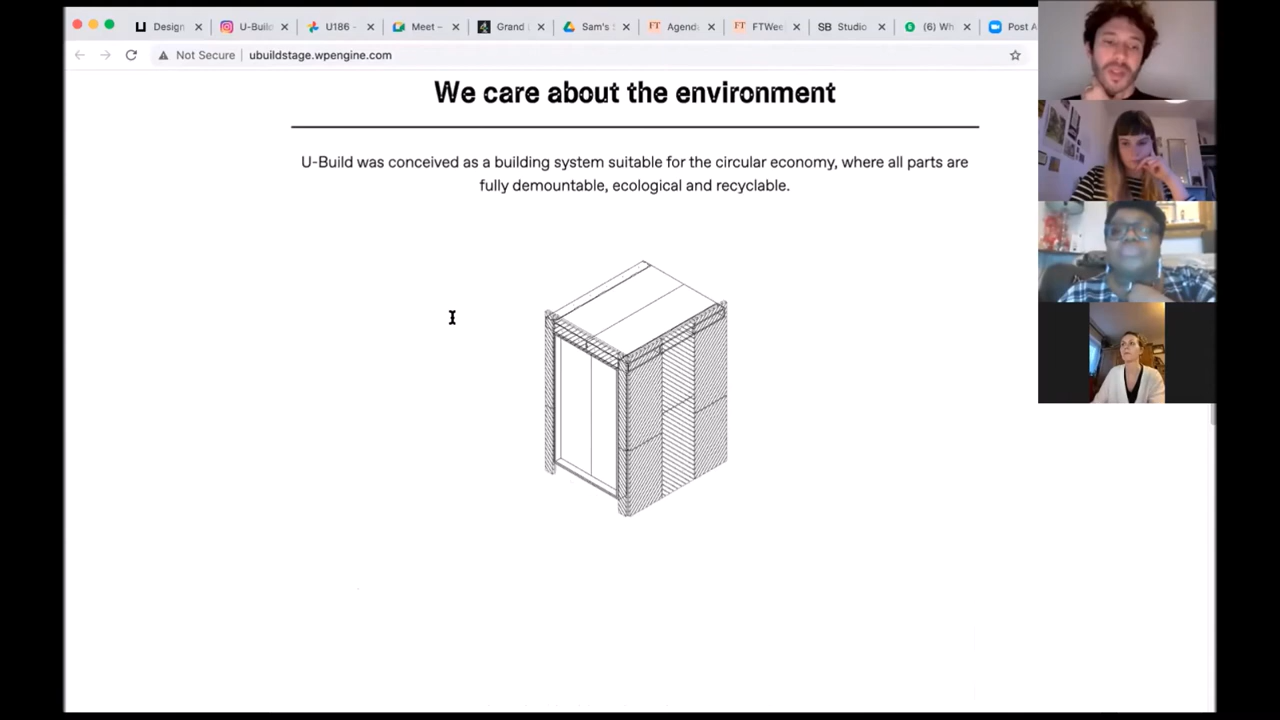 Design
U-Buil
U186 -
Meet –
Grand
Sam's
Agend
FTWee
SB Studio
(6) Wh
Post A
Not Secure
ubuildstage.wpengine.com
We care about the environment
U-Build was conceived as a building system suitable for the circular economy, where all parts are
fully demountable, ecological and recyclable.